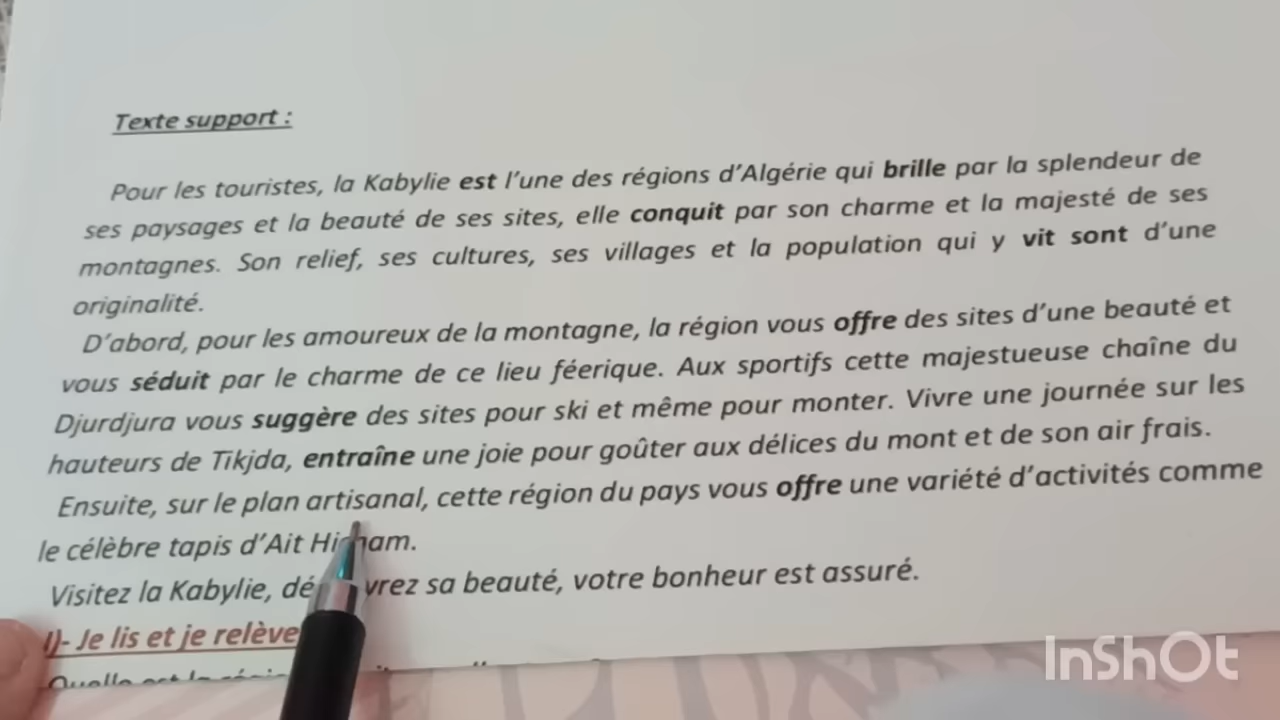 Texte support :
Pour les touristes, la Kabylie est l'une des régions d'Algérie qui brille par la splendeur de
ses paysages et la beauté de ses sites, elle conquit par son charme et la majesté de ses
montagnes. Son relief, ses cultures, ses villages et la population qui y vit sont d'une
originalité.
D'abord, pour les amoureux de la montagne, la région vous offre des sites d'une beauté et
vous séduit par le charme de ce lieu féerique. Aux sportifs cette majestueuse chaîne du
Djurdjura vous suggère des sites pour ski et même pour monter. Vivre une journée sur les
hauteurs de Tikjda, entraîne une joie pour goûter aux délices du mont et de son air frais.
Ensuite, sur le plan artisanal, cette région du pays vous offre une variété d'activités comme
le célèbre tapis d'Ait
Visitez la Kabylie, sa beauté, votre bonheur est assuré.
I)- Je lis et je relève
InShOt